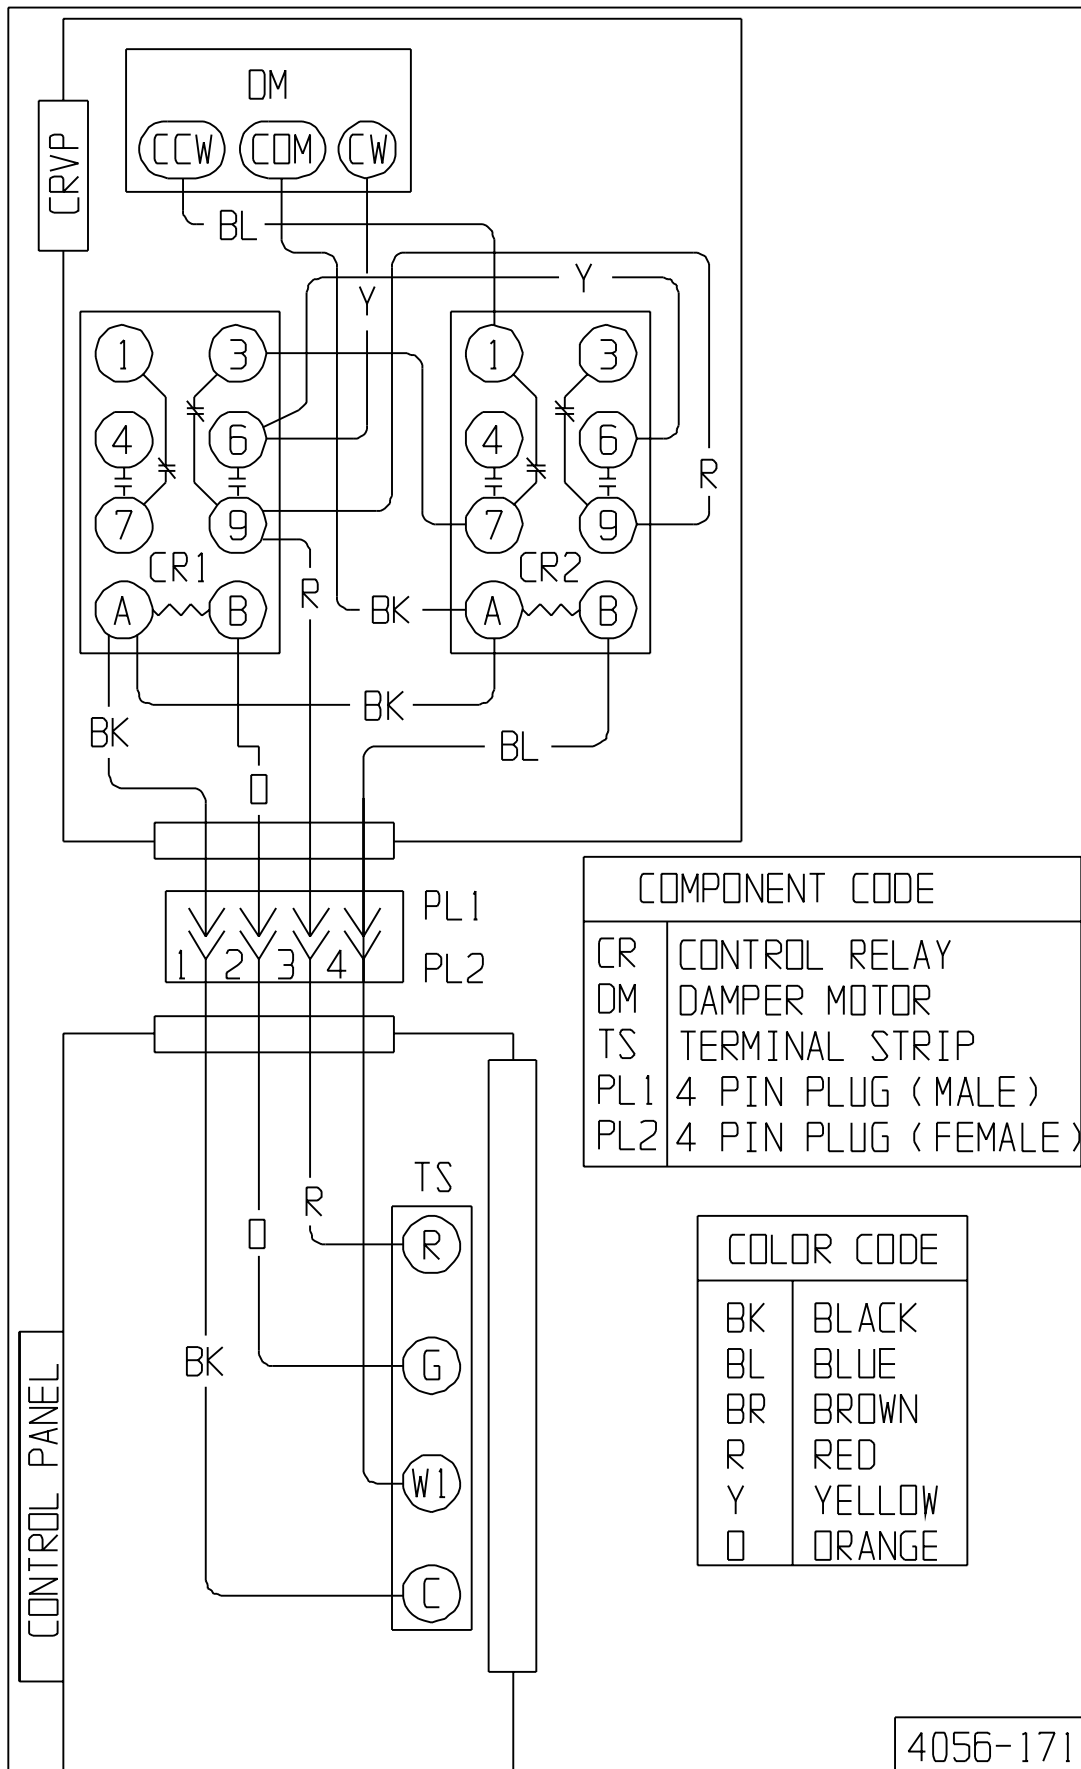 DM
CCW COM CW
CRVP
BL
Y
Y
1 3
4 6
7 9
CR1
A B
1 3
4 6
7 9
CR2
A B
R
R
BK
BK
BK
BL
O
PL1
1 2 3 4
PL2
COMPONENT CODE
CR CONTROL RELAY
DM DAMPER MOTOR
TS TERMINAL STRIP
PL1 4 PIN PLUG (MALE)
PL2 4 PIN PLUG (FEMALE)
TS
R
O
BK
R
G
W1
C
CONTROL PANEL
COLOR CODE
BK BLACK
BL BLUE
BR BROWN
R RED
Y YELLOW
O ORANGE
4056-171